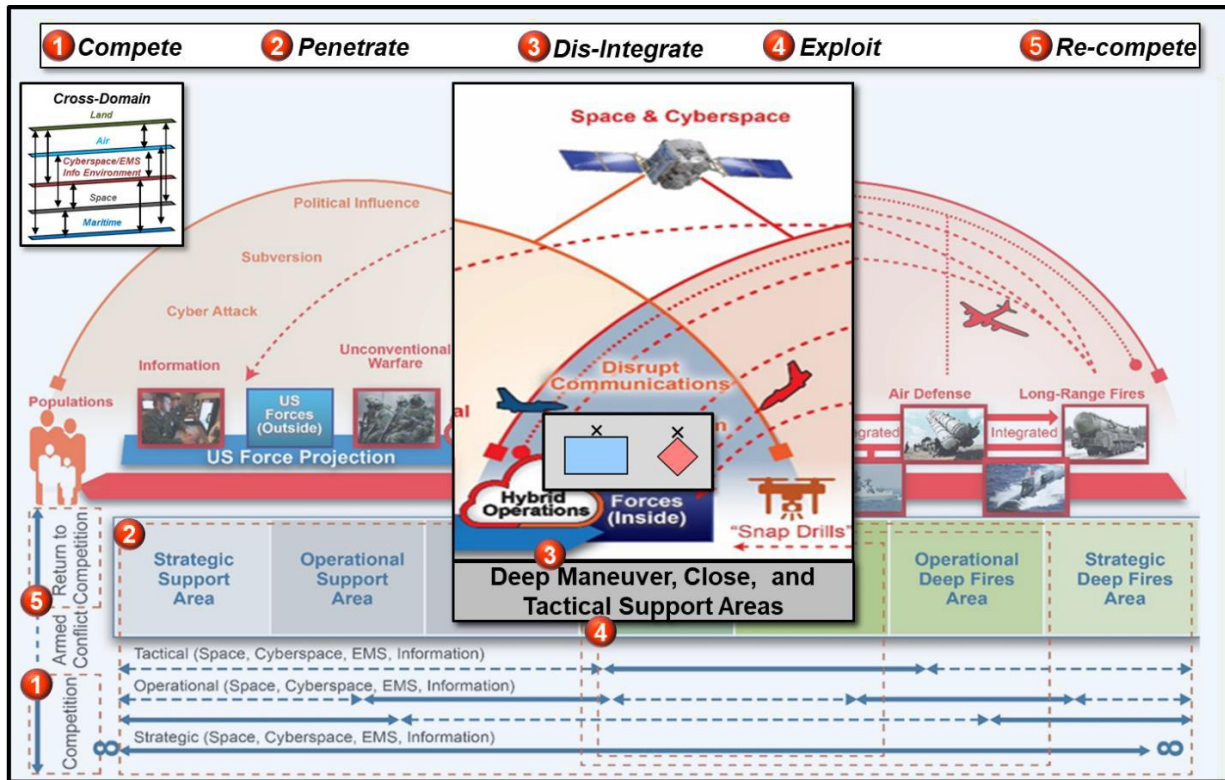 1 Compete
2 Penetrate
3 Dis-Integrate
4 Exploit
5 Re-compete
Cross-Domain
Land
Air
Cyberspace/EMS
Info Environment
Space
Maritime
Space & Cyberspace
Political Influence
Subversion
Cyber Attack
Information
Unconventional
Warfare
Populations
US
Forces
(Outside)
US Force Projection
Disrupt
Communications
Hybrid
Operations
Forces
(Inside)
"Snap Drills"
Air Defense
Long-Range Fires
Integrated
3
Deep Maneuver, Close, and
Tactical Support Areas
2
Strategic
Support
Area
Operational
Support
Area
Operational
Deep Fires
Area
Strategic
Deep Fires
Area
4
5
Return to
Competition
Armed
Conflict
1
Competition
Tactical (Space, Cyberspace, EMS, Information)
Operational (Space, Cyberspace, EMS, Information)
Strategic (Space, Cyberspace, EMS, Information)
∞
∞